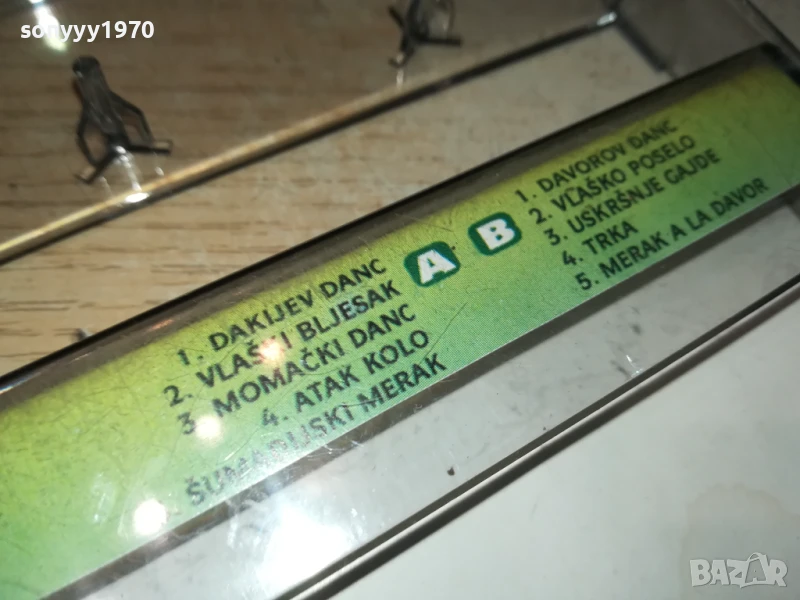 sonyyy1970
1. DAKIJEV DANC
2. VLAŠKI BLJESAK
3. MOMAČKI DANC
4. ATAK KOLO
ŠUMADIJSKI MERAK
A
B
1. DAVOROV DANC
2. VLAŠKO POSELO
3. USKRŠNJE GAJDE
4. TRKA
5. MERAK A LA DAVOR
BAZAR